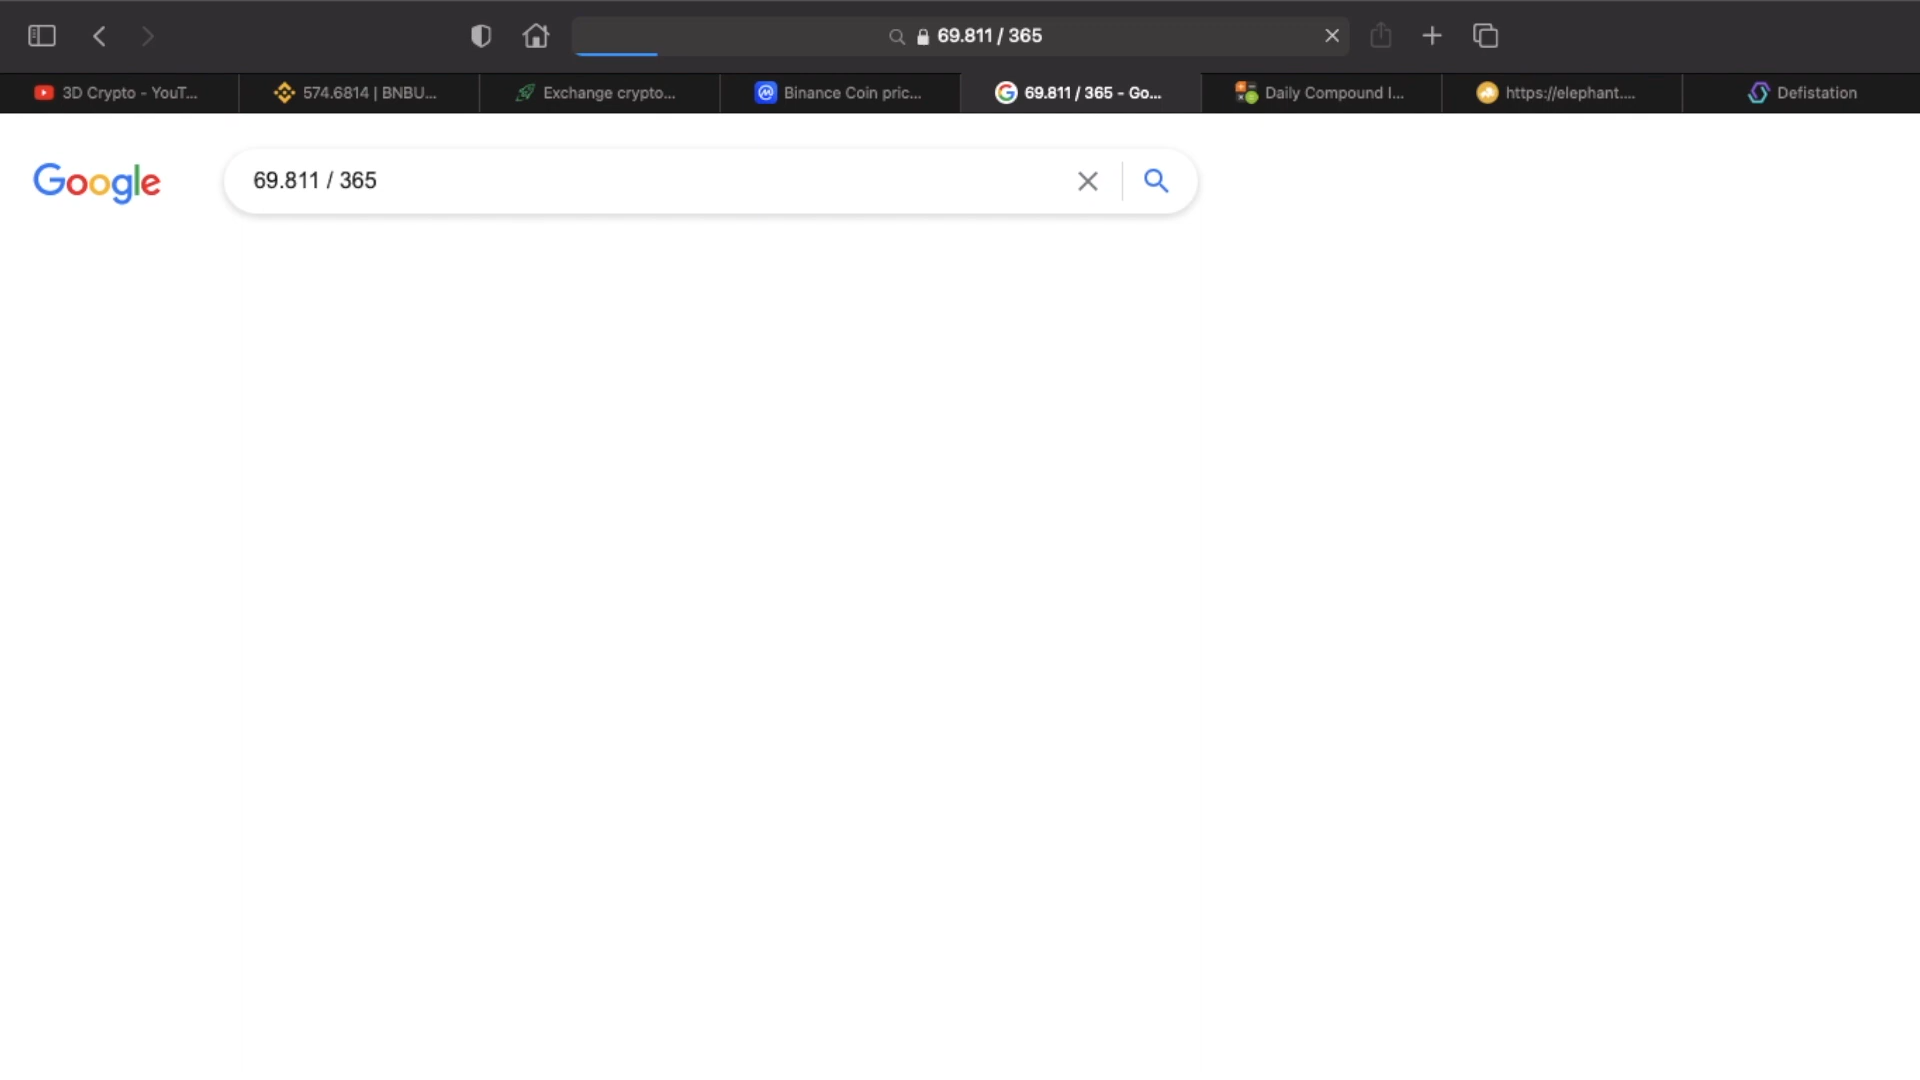 69.811 / 365
3D Crypto - YouT...
574.6814 | BNBU...
Exchange crypto...
Binance Coin pric...
69.811 / 365 - Go...
Daily Compound I...
https://elephant....
Defistation
Google
69.811 / 365